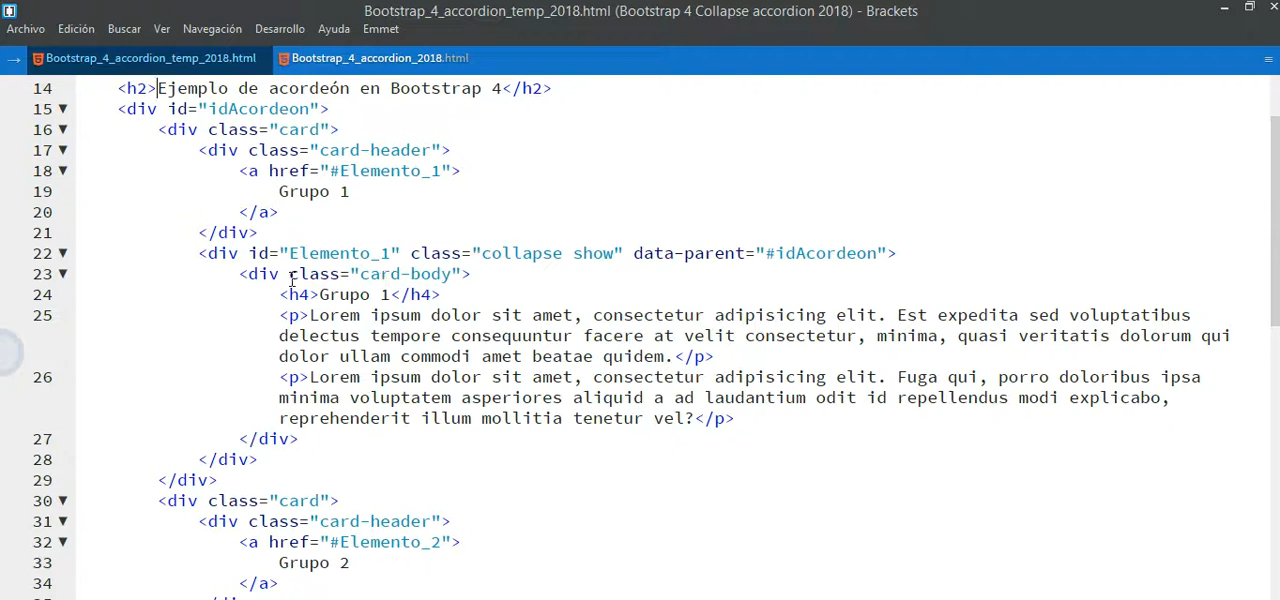 Bootstrap_4_accordion_temp_2018.html (Bootstrap 4 Collapse accordion 2018) - Brackets
Archivo Edición Buscar Ver Navegación Desarrollo Ayuda Emmet
→ Bootstrap_4_accordion_temp_2018.html Bootstrap_4_accordion_2018.html
14 <h2>Ejemplo de acordeón en Bootstrap 4</h2>
15 ▼ <div id="idAcordeon">
16 ▼ <div class="card">
17 ▼ <div class="card-header">
18 ▼ <a href="#Elemento_1">
19 Grupo 1
20 </a>
21 </div>
22 ▼ <div id="Elemento_1" class="collapse show" data-parent="#idAcordeon">
23 ▼ <div class="card-body">
24 <h4>Grupo 1</h4>
25 <p>Lorem ipsum dolor sit amet, consectetur adipisicing elit. Est expedita sed voluptatibus
delectus tempore consequuntur facere at velit consectetur, minima, quasi veritatis dolorum qui
dolor ullam commodi amet beatae quidem.</p>
26 <p>Lorem ipsum dolor sit amet, consectetur adipisicing elit. Fuga qui, porro doloribus ipsa
minima voluptatem asperiores aliquid a ad laudantium odit id repellendus modi explicabo,
reprehenderit illum mollitia tenetur vel?</p>
27 </div>
28 </div>
29 </div>
30 ▼ <div class="card">
31 ▼ <div class="card-header">
32 ▼ <a href="#Elemento_2">
33 Grupo 2
34 </a>